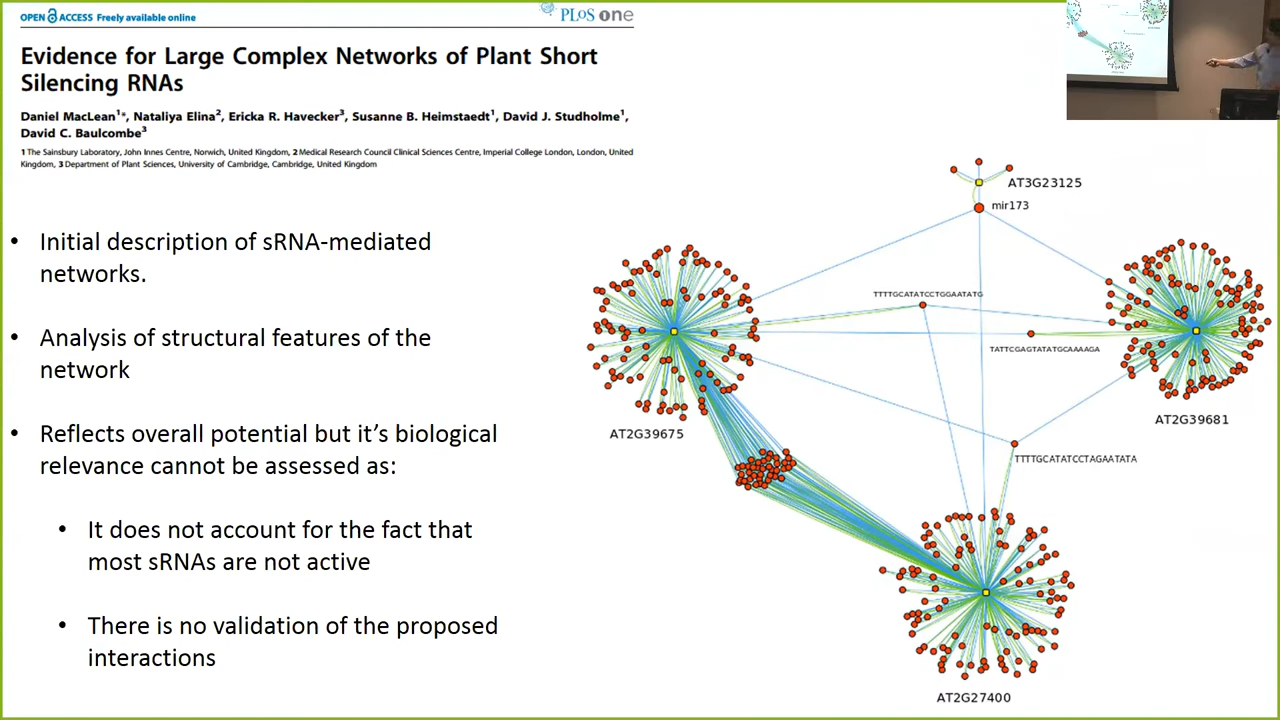 OPEN ACCESS Freely available online
PLoS one
Evidence for Large Complex Networks of Plant Short
Silencing RNAs
Daniel MacLean1*, Nataliya Elina2, Ericka R. Havecker3, Susanne B. Heimstaedt1, David J. Studholme1,
David C. Baulcombe3
1 The Sainsbury Laboratory, John Innes Centre, Norwich, United Kingdom, 2 Medical Research Council Clinical Sciences Centre, Imperial College London, London, United
Kingdom, 3 Department of Plant Sciences, University of Cambridge, Cambridge, United Kingdom
• Initial description of sRNA-mediated
networks.
• Analysis of structural features of the
network
• Reflects overall potential but it's biological
relevance cannot be assessed as:
• It does not account for the fact that
most sRNAs are not active
• There is no validation of the proposed
interactions
AT3G23125
mir173
TTTTGCATATCCTGGAATATG
TATTCGAGTATATGCAAAAGA
AT2G39675
AT2G39681
TTTTGCATATCCTAGAATATA
AT2G27400